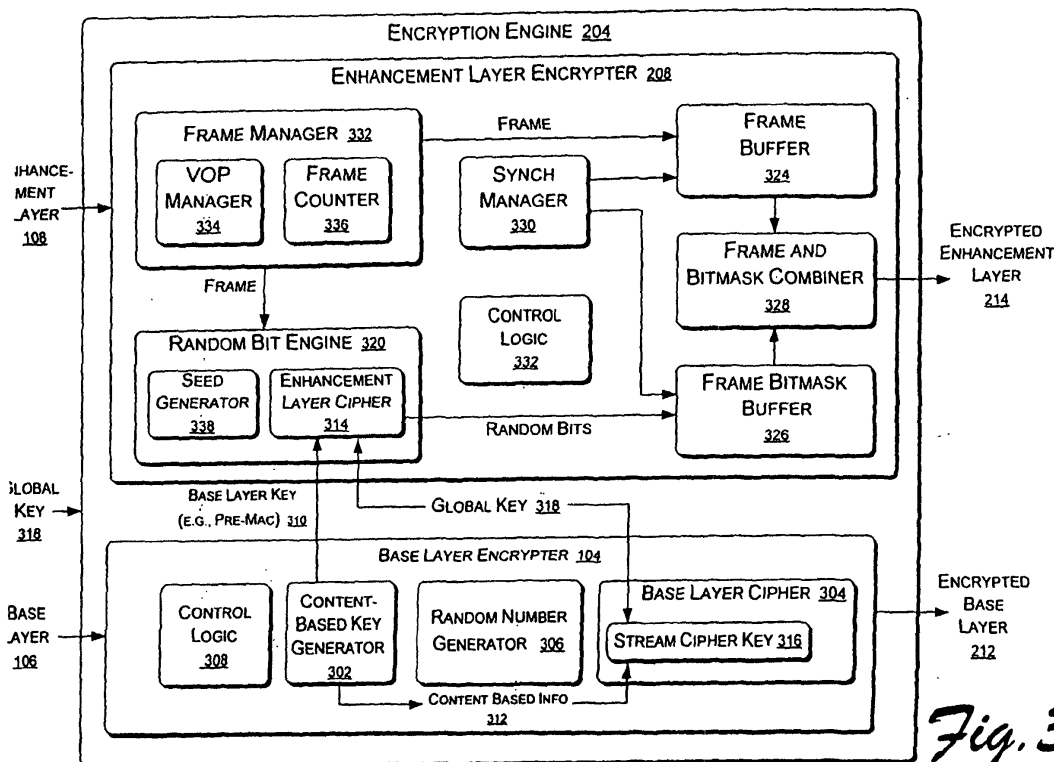 ENCRYPTION ENGINE 204
ENHANCEMENT LAYER ENCRYPTER 208
FRAME MANAGER 332
VOP
MANAGER
334
FRAME
COUNTER
336
FRAME
SYNCH
MANAGER
330
FRAME
BUFFER
324
HANCE-
MENT
LAYER
108
FRAME
FRAME AND
BITMASK COMBINER
328
ENCRYPTED
ENHANCEMENT
LAYER
214
CONTROL
LOGIC
332
RANDOM BIT ENGINE 320
SEED
GENERATOR
338
ENHANCEMENT
LAYER CIPHER
314
RANDOM BITS
FRAME BITMASK
BUFFER
326
GLOBAL
KEY
318
BASE LAYER KEY
(E.G., PRE-MAC) 310
GLOBAL KEY 318
BASE LAYER ENCRYPTER 104
BASE
LAYER
106
CONTROL
LOGIC
308
CONTENT-
BASED KEY
GENERATOR
302
RANDOM NUMBER
GENERATOR 306
BASE LAYER CIPHER 304
STREAM CIPHER KEY 316
CONTENT BASED INFO
312
ENCRYPTED
BASE
LAYER
212
Fig. 3